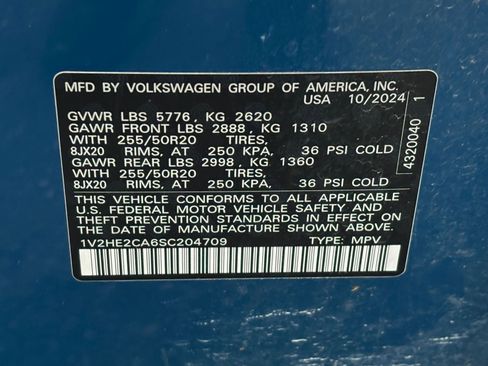 MFD BY VOLKSWAGEN GROUP OF AMERICA, INC.
USA 10/2024
GVWR LBS 5776 , KG 2620
GAWR FRONT LBS 2888 , KG 1310
WITH 255/50R20 TIRES,
8JX20 RIMS, AT 250 KPA, 36 PSI COLD
GAWR REAR LBS 2998, KG 1360
WITH 255/50R20 TIRES,
8JX20 RIMS, AT 250 KPA, 36 PSI COLD
THIS VEHICLE CONFORMS TO ALL APPLICABLE
U.S. FEDERAL MOTOR VEHICLE SAFETY AND
THEFT PREVENTION STANDARDS IN EFFECT ON THE
DATE OF MANUFACTURE SHOWN ABOVE.
1V2HE2CA6SC204709 TYPE: MPV
4320040 1